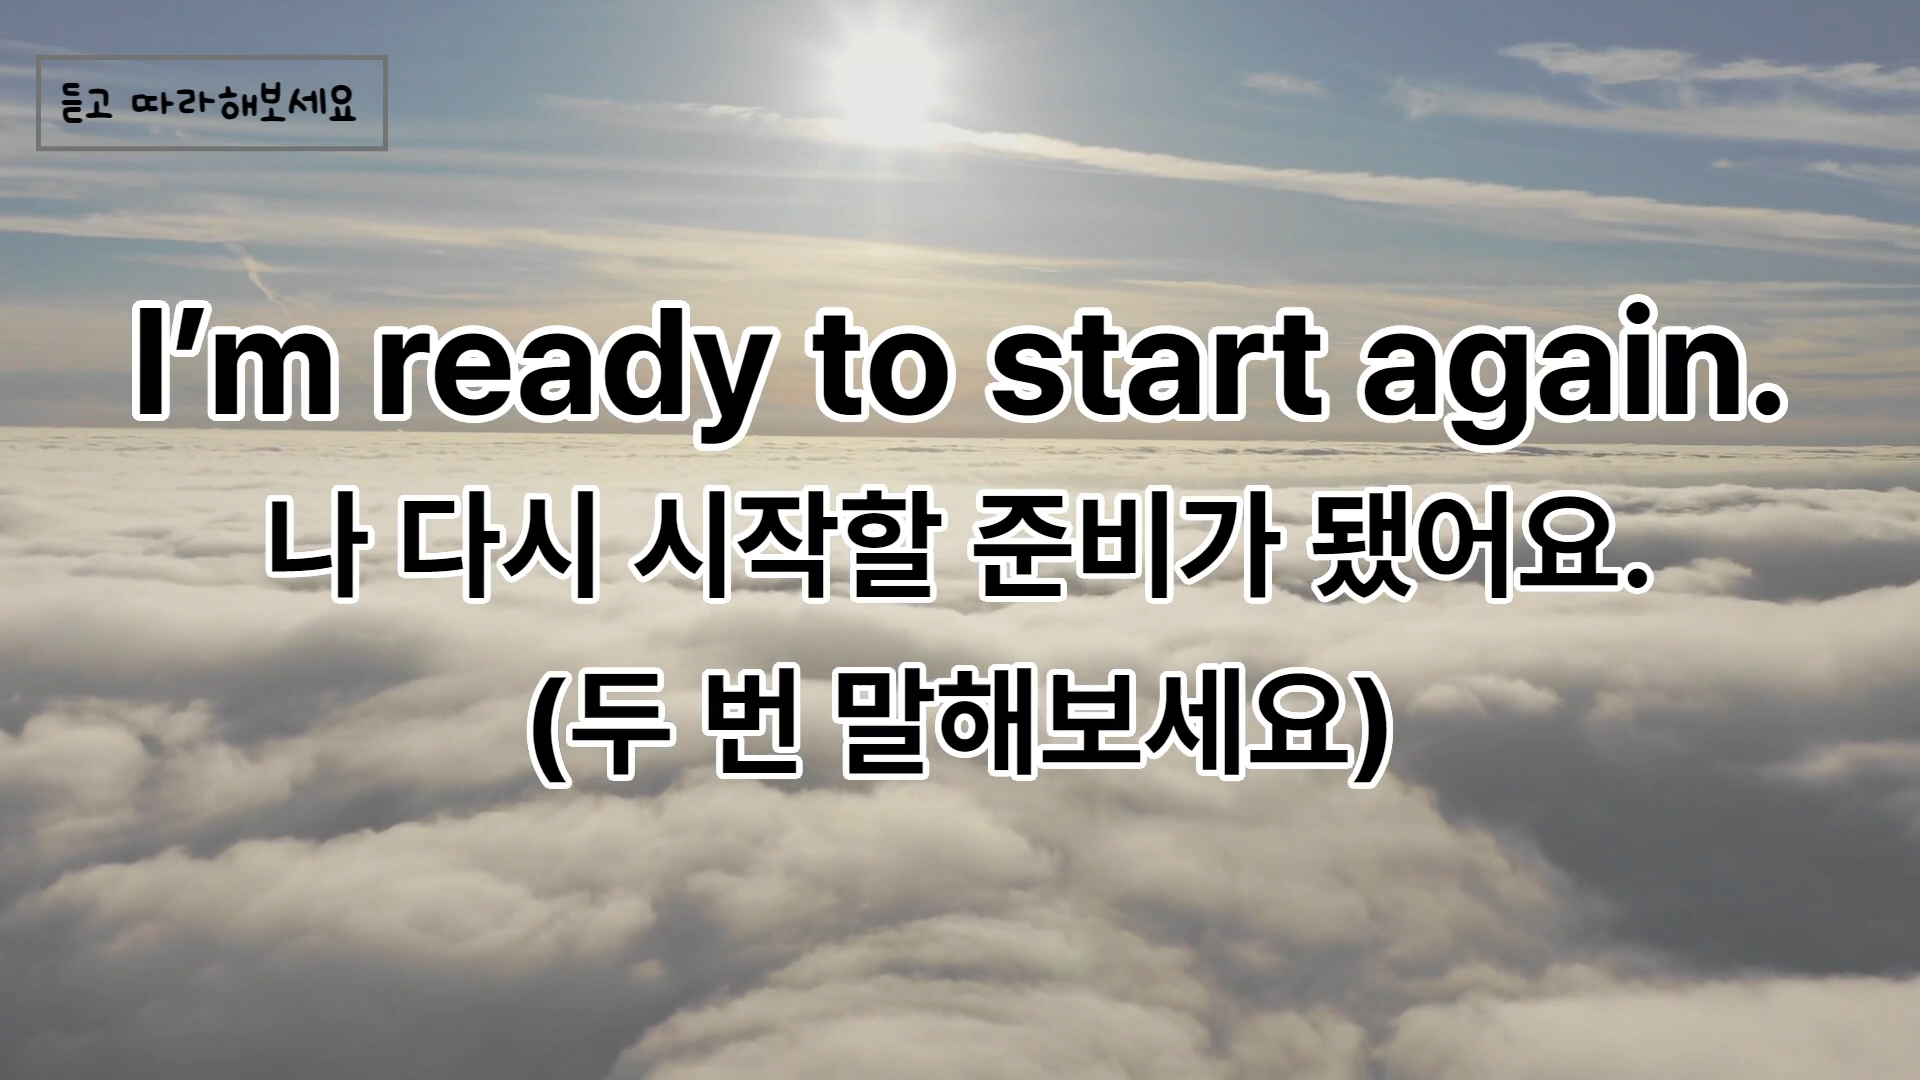 듣고 따라해보세요
I’m ready to start again.
나 다시 시작할 준비가 됐어요.
(두 번 말해보세요)